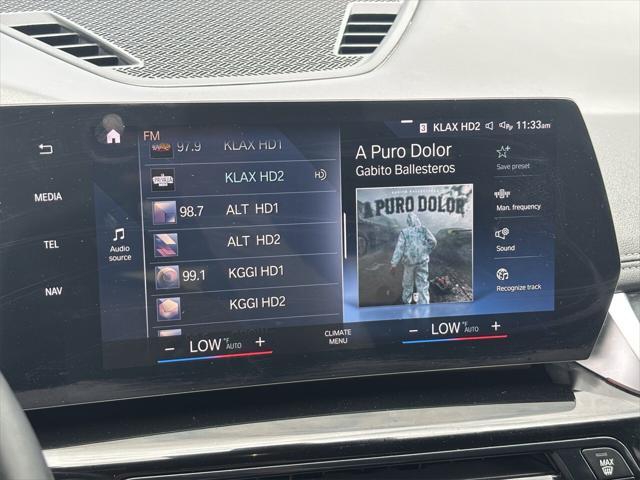 FM
3 KLAX HD2 11:33am
MEDIA
TEL
NAV
Audio source
97.9 KLAX HD1
KLAX HD2 HD
98.7 ALT HD1
ALT HD2
99.1 KGGI HD1
KGGI HD2
A Puro Dolor
Gabito Ballesteros
A PURO DOLOR
Save preset
Man. frequency
Sound
Recognize track
− LOW °F AUTO +
CLIMATE MENU
− LOW °F AUTO +
MAX